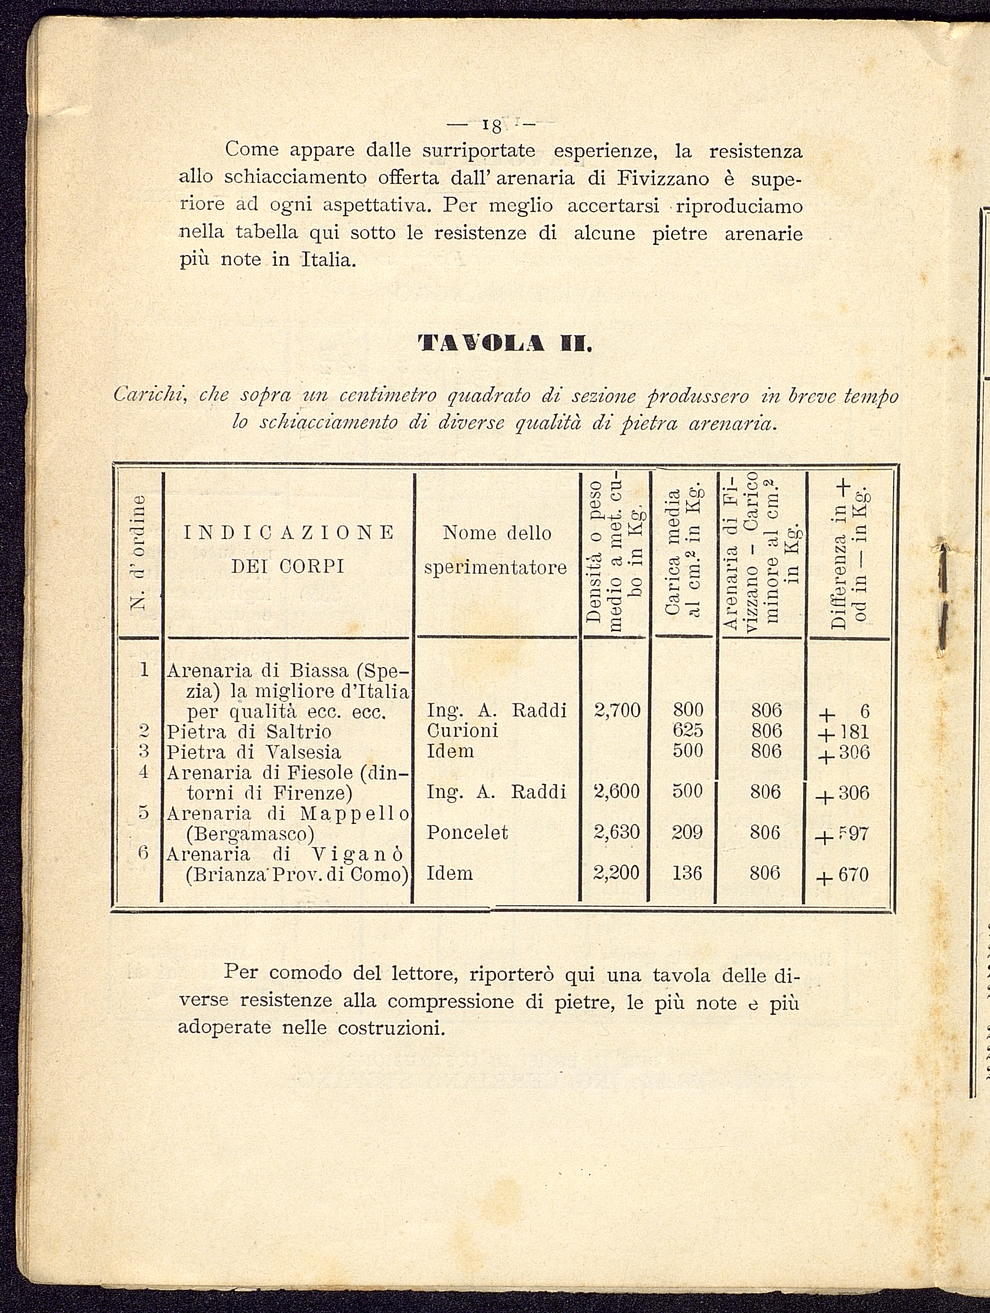 — 18 —
Come appare dalle surriportate esperienze, la resistenza
allo schiacciamento offerta dall' arenaria di Fivizzano è supe-
riore ad ogni aspettativa. Per meglio accertarsi riproduciamo
nella tabella qui sotto le resistenze di alcune pietre arenarie
più note in Italia.
TAVOLA II.
Carichi, che sopra un centimetro quadrato di sezione produssero in breve tempo
lo schiacciamento di diverse qualità di pietra arenaria.
N. d' ordine
INDICAZIONE
DEI CORPI
Nome dello
sperimentatore
Densità o peso
medio a met. cu-
bo in Kg.
Carica media
al cm.² in Kg.
Arenaria di Fi-
vizzano – Carico
minore al cm.²
in Kg.
Differenza in +
od in — in Kg.
1 Arenaria di Biassa (Spe-
zia) la migliore d'Italia
per qualità ecc. ecc. Ing. A. Raddi 2,700 800 806 + 6
2 Pietra di Saltrio Curioni 625 806 +181
3 Pietra di Valsesia Idem 500 806 +306
4 Arenaria di Fiesole (din-
torni di Firenze) Ing. A. Raddi 2,600 500 806 +306
5 Arenaria di Mappello
(Bergamasco) Poncelet 2,630 209 806 +597
6 Arenaria di Viganò
(Brianza Prov. di Como) Idem 2,200 136 806 +670
Per comodo del lettore, riporterò qui una tavola delle di-
verse resistenze alla compressione di pietre, le più note e più
adoperate nelle costruzioni.